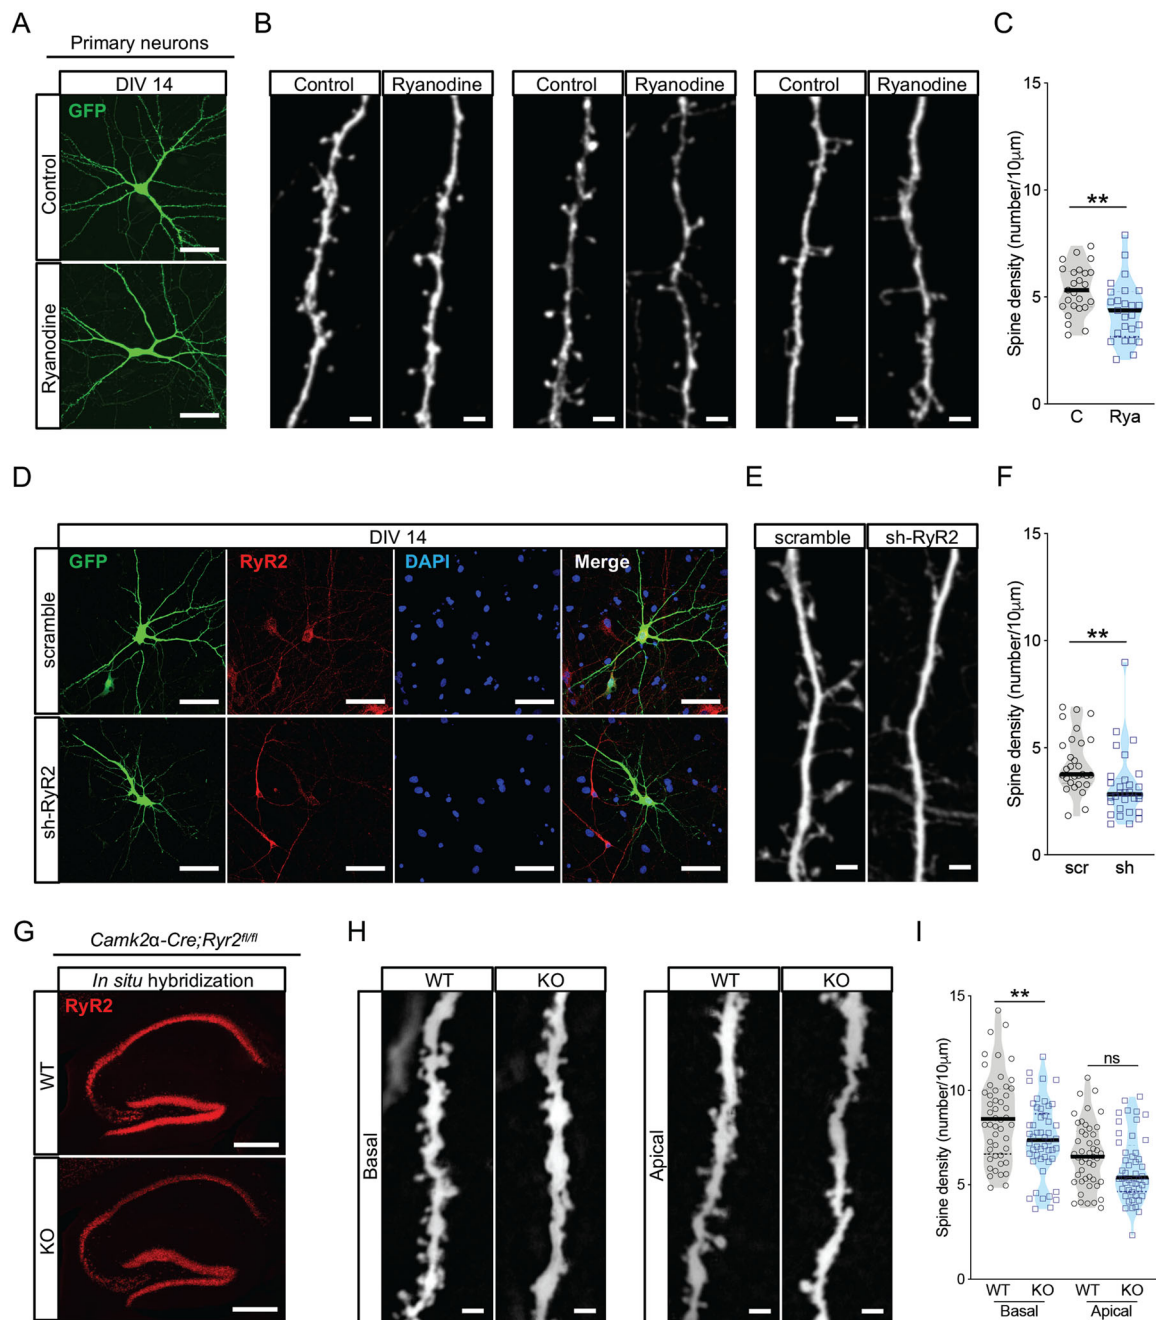 A
Primary neurons
DIV 14
GFP
Control
Ryanodine
B
Control
Ryanodine
Control
Ryanodine
Control
Ryanodine
C
Spine density (number/10μm)
15
10
5
0
**
C
Rya
D
DIV 14
GFP
RyR2
DAPI
Merge
scramble
sh-RyR2
E
scramble
sh-RyR2
F
Spine density (number/10μm)
15
10
5
0
**
scr
sh
G
Camk2α-Cre;Ryr2fl/fl
In situ hybridization
RyR2
WT
KO
H
WT
KO
Basal
WT
KO
Apical
I
Spine density (number/10μm)
15
10
5
0
**
ns
WT
KO
WT
KO
Basal
Apical